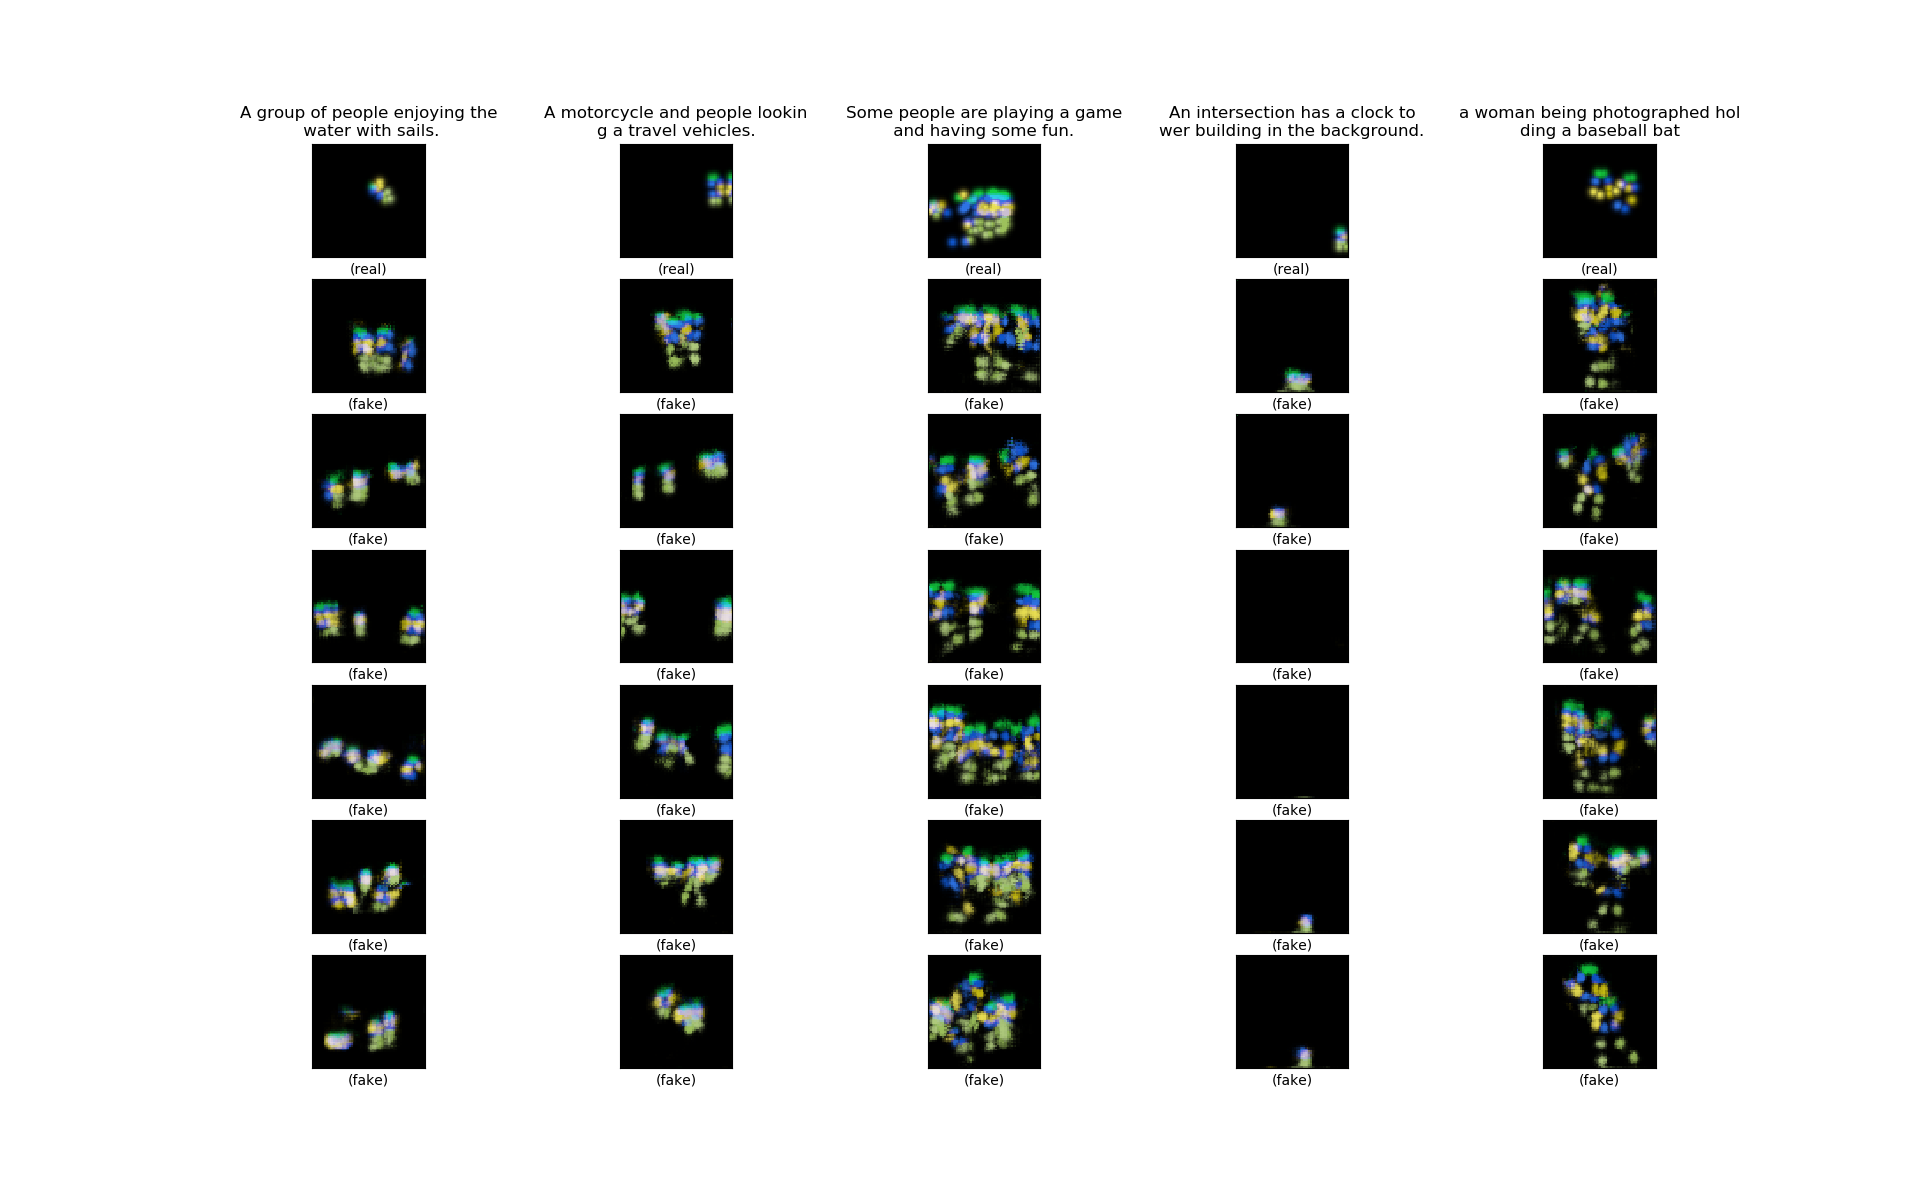 A group of people enjoying the
water with sails.
A motorcycle and people lookin
g a travel vehicles.
Some people are playing a game
and having some fun.
An intersection has a clock to
wer building in the background.
a woman being photographed hol
ding a baseball bat
(real) (real) (real) (real) (real)
(fake) (fake) (fake) (fake) (fake)
(fake) (fake) (fake) (fake) (fake)
(fake) (fake) (fake) (fake) (fake)
(fake) (fake) (fake) (fake) (fake)
(fake) (fake) (fake) (fake) (fake)
(fake) (fake) (fake) (fake) (fake)